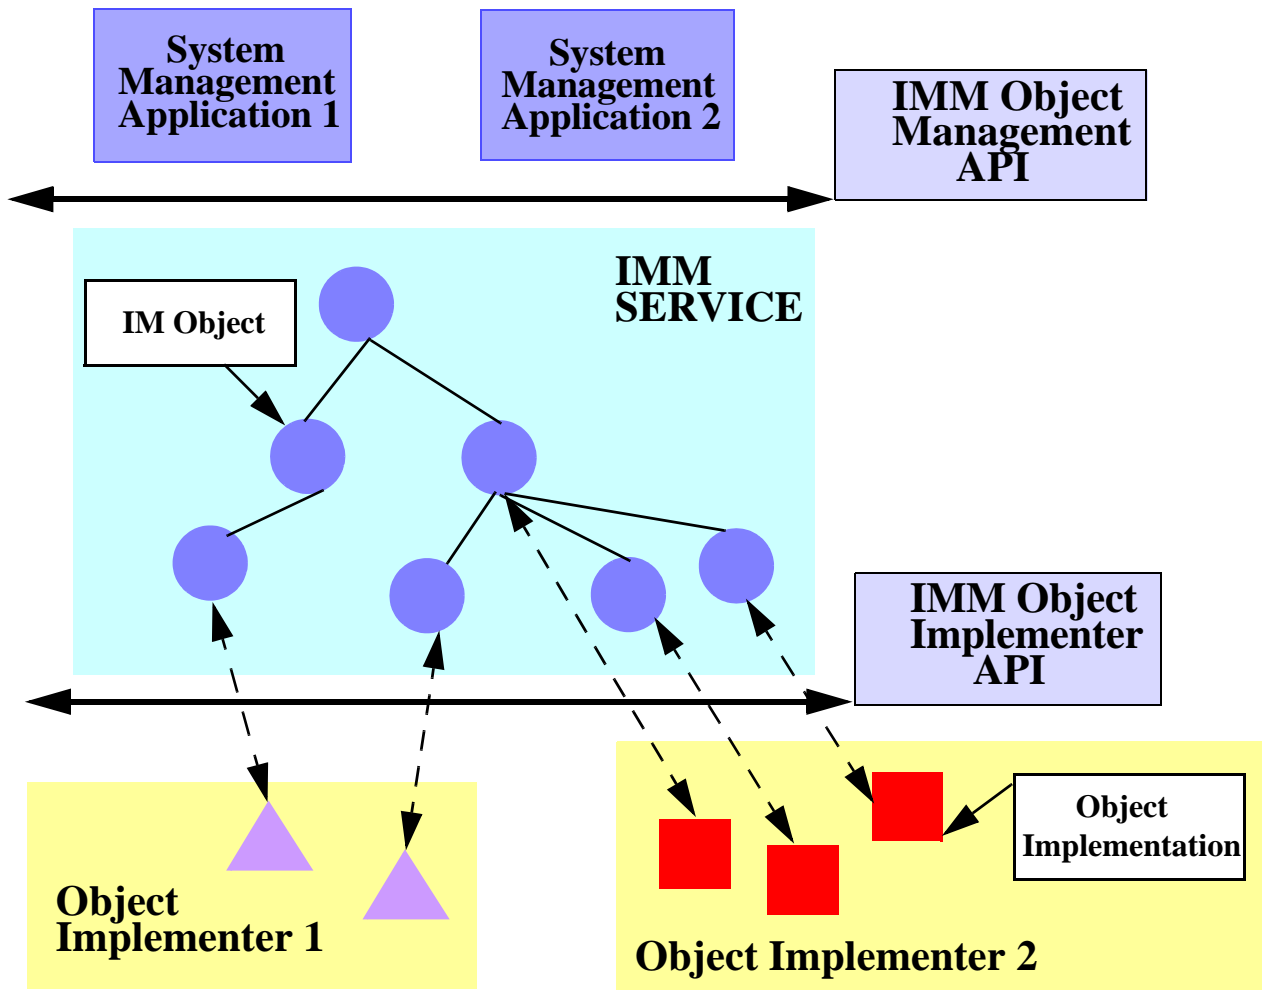 System
Management
Application 1
System
Management
Application 2
IMM Object
Management
API
IMM
SERVICE
IM Object
IMM Object
Implementer
API
Object
Implementation
Object
Implementer 1
Object Implementer 2